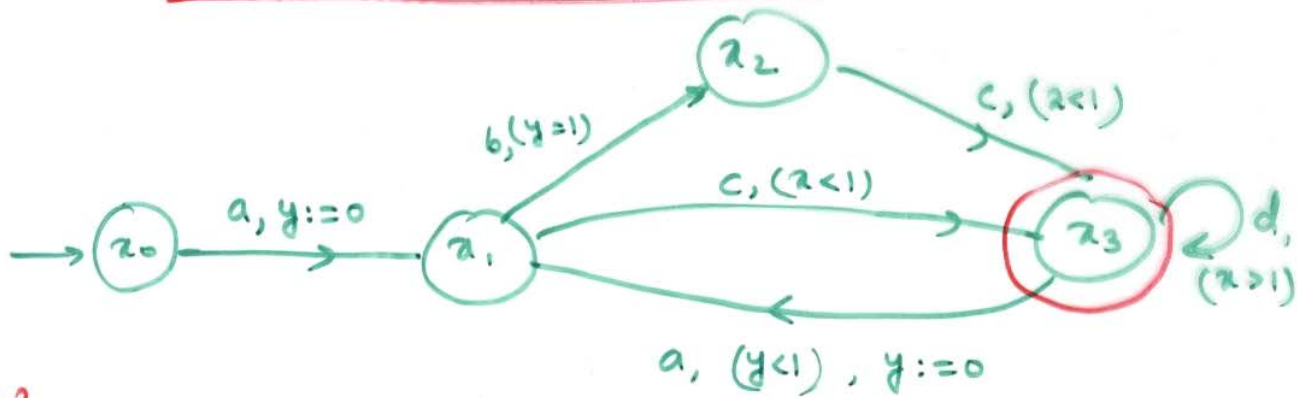 x2
c, (x<1)
b, (y=1)
c, (x<1)
a, y:=0
x0
x1
x3
d,
(x>1)
a, (y<1), y:=0